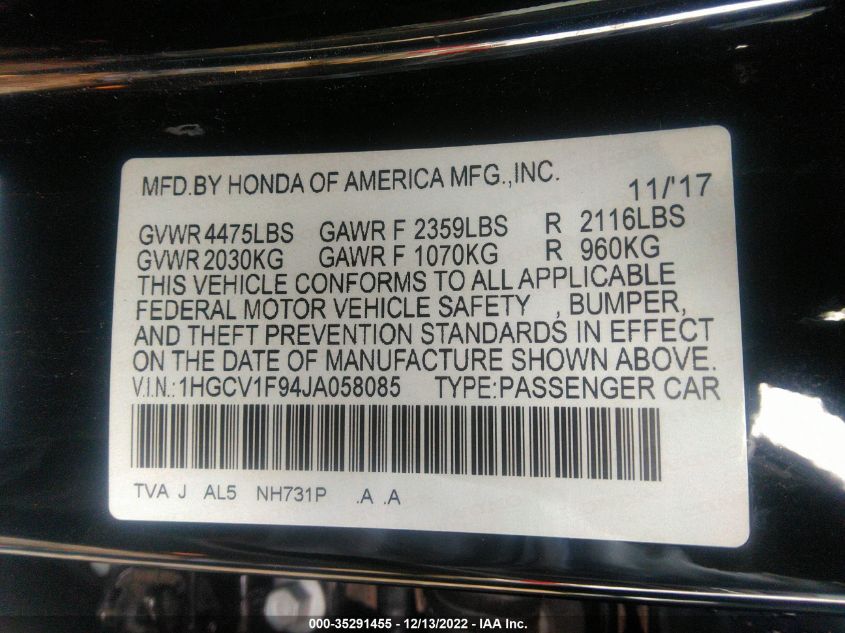 MFD.BY HONDA OF AMERICA MFG.,INC. 11/'17
GVWR 4475LBS GAWR F 2359LBS R 2116LBS
GVWR 2030KG GAWR F 1070KG R 960KG
THIS VEHICLE CONFORMS TO ALL APPLICABLE
FEDERAL MOTOR VEHICLE SAFETY , BUMPER,
AND THEFT PREVENTION STANDARDS IN EFFECT
ON THE DATE OF MANUFACTURE SHOWN ABOVE.
V.I.N.:1HGCV1F94JA058085 TYPE:PASSENGER CAR
TVA J AL5 NH731P .A .A
000-35291455 - 12/13/2022 - IAA Inc.